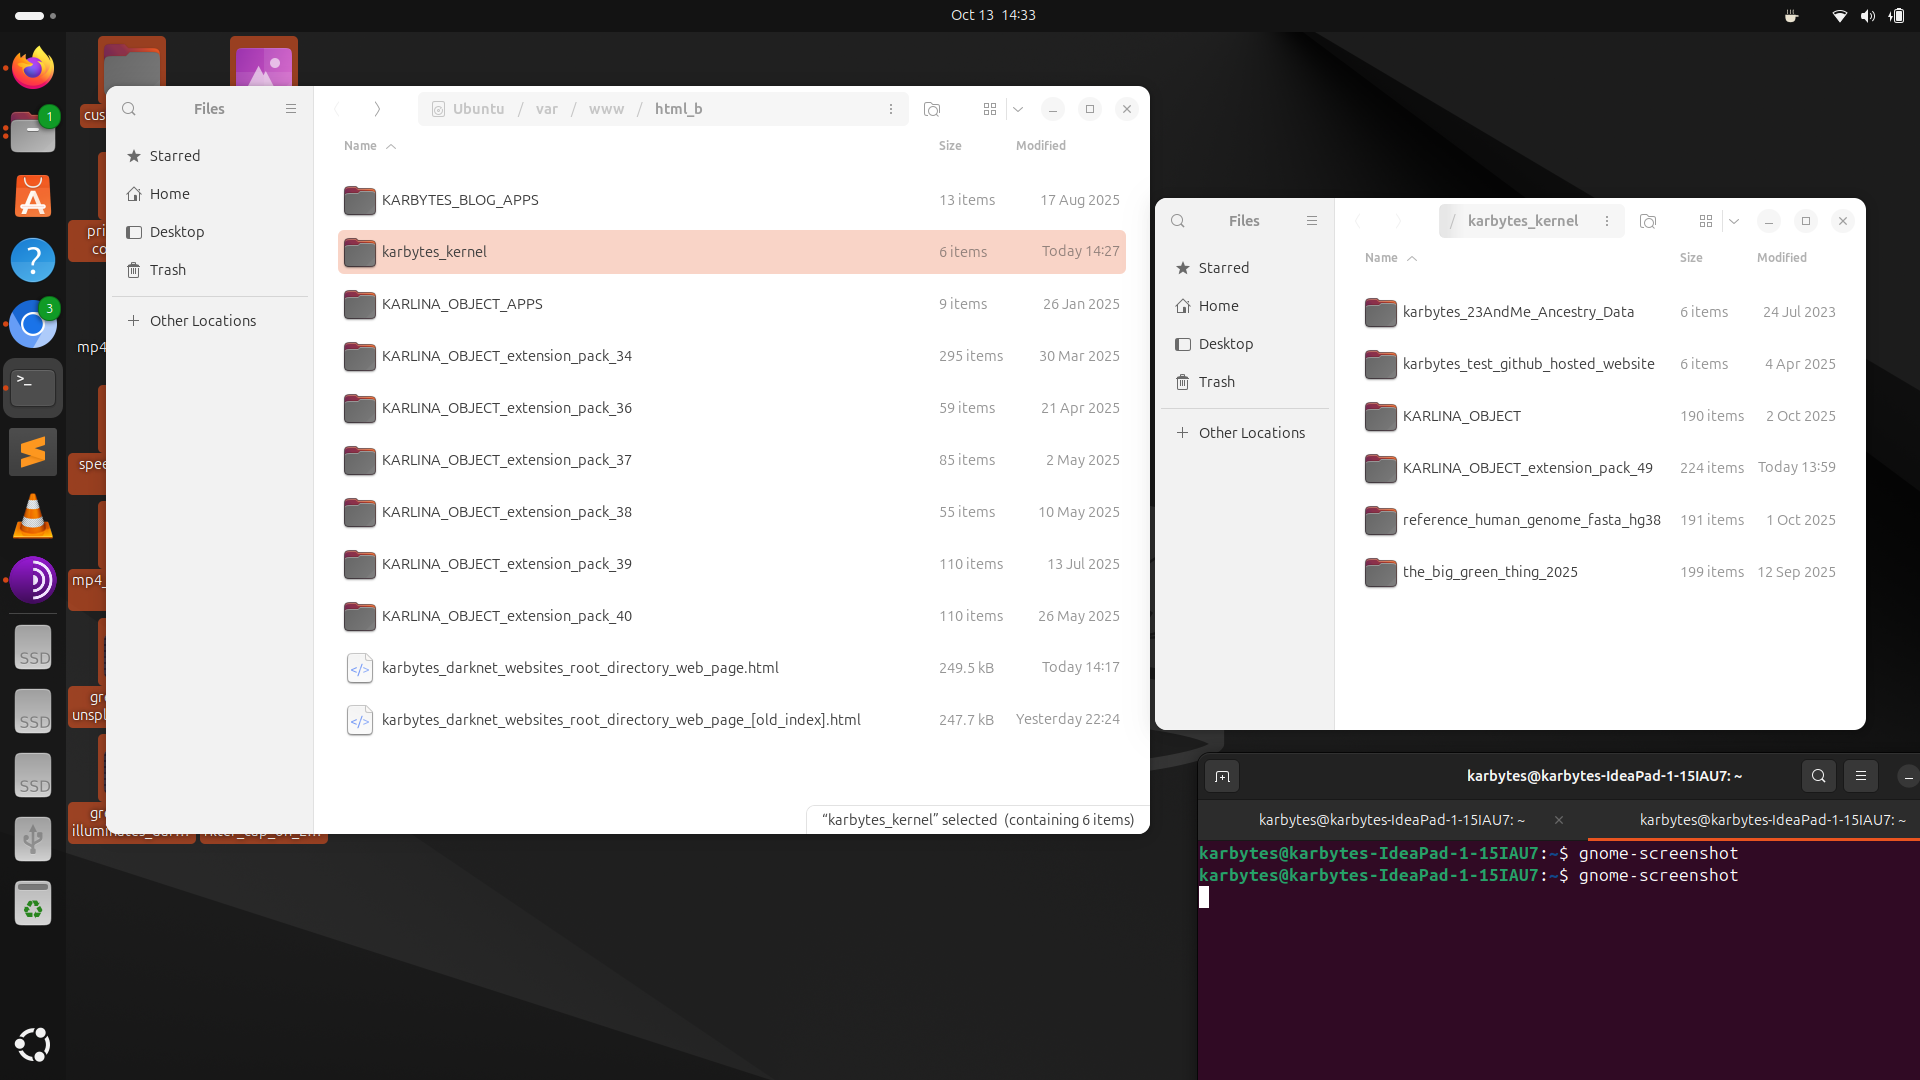 Oct 13 14:33
1
3
>_
?
SSD
SSD
SSD
cus
mp4
mp4_
illuminates_dar...
Files
Ubuntu / var / www / html_b
Starred
Home
Desktop
Trash
Other Locations
Name Size Modified
KARBYTES_BLOG_APPS 13 items 17 Aug 2025
karbytes_kernel 6 items Today 14:27
KARLINA_OBJECT_APPS 9 items 26 Jan 2025
KARLINA_OBJECT_extension_pack_34 295 items 30 Mar 2025
KARLINA_OBJECT_extension_pack_36 59 items 21 Apr 2025
KARLINA_OBJECT_extension_pack_37 85 items 2 May 2025
KARLINA_OBJECT_extension_pack_38 55 items 10 May 2025
KARLINA_OBJECT_extension_pack_39 110 items 13 Jul 2025
KARLINA_OBJECT_extension_pack_40 110 items 26 May 2025
karbytes_darknet_websites_root_directory_web_page.html 249.5 kB Today 14:17
karbytes_darknet_websites_root_directory_web_page_[old_index].html 247.7 kB Yesterday 22:24
“karbytes_kernel” selected (containing 6 items)
Files
/ karbytes_kernel
Starred
Home
Desktop
Trash
Other Locations
Name Size Modified
karbytes_23AndMe_Ancestry_Data 6 items 24 Jul 2023
karbytes_test_github_hosted_website 6 items 4 Apr 2025
KARLINA_OBJECT 190 items 2 Oct 2025
KARLINA_OBJECT_extension_pack_49 224 items Today 13:59
reference_human_genome_fasta_hg38 191 items 1 Oct 2025
the_big_green_thing_2025 199 items 12 Sep 2025
karbytes@karbytes-IdeaPad-1-15IAU7: ~
karbytes@karbytes-IdeaPad-1-15IAU7: ~
karbytes@karbytes-IdeaPad-1-15IAU7: ~
karbytes@karbytes-IdeaPad-1-15IAU7:~$ gnome-screenshot
karbytes@karbytes-IdeaPad-1-15IAU7:~$ gnome-screenshot